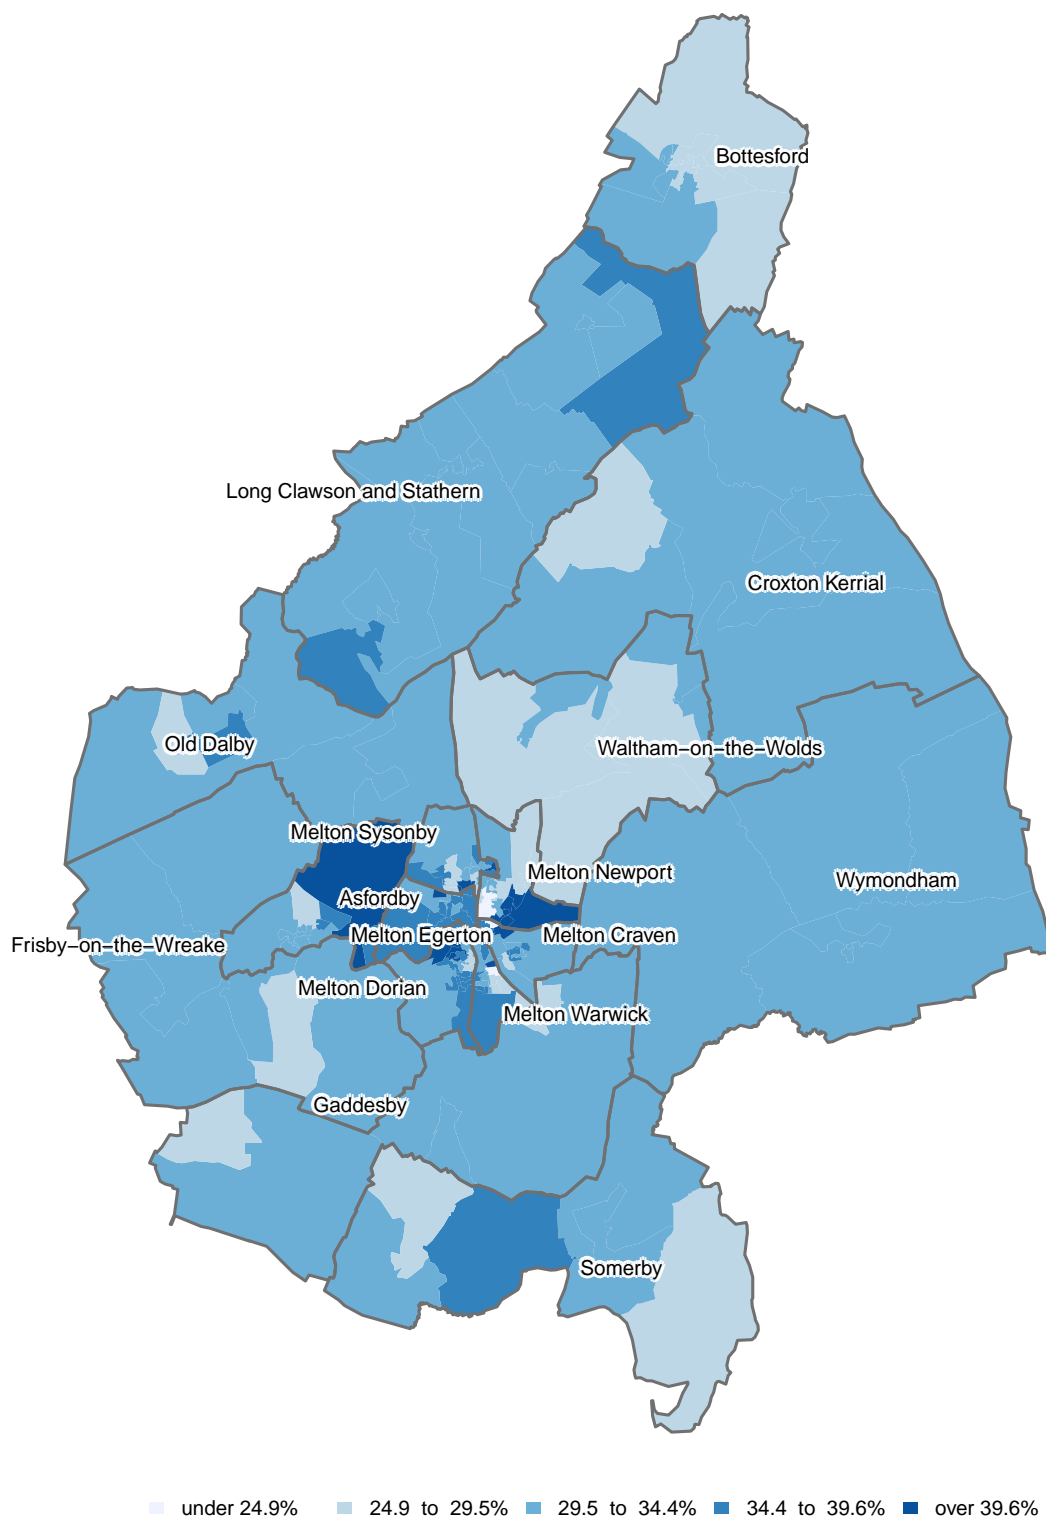 Bottesford
Long Clawson and Stathern
Croxton Kerrial
Old Dalby
Waltham–on–the–Wolds
Melton Sysonby
Melton Newport
Wymondham
Asfordby
Frisby–on–the–Wreake
Melton Egerton
Melton Craven
Melton Dorian
Melton Warwick
Gaddesby
Somerby
under 24.9% 24.9 to 29.5% 29.5 to 34.4% 34.4 to 39.6% over 39.6%